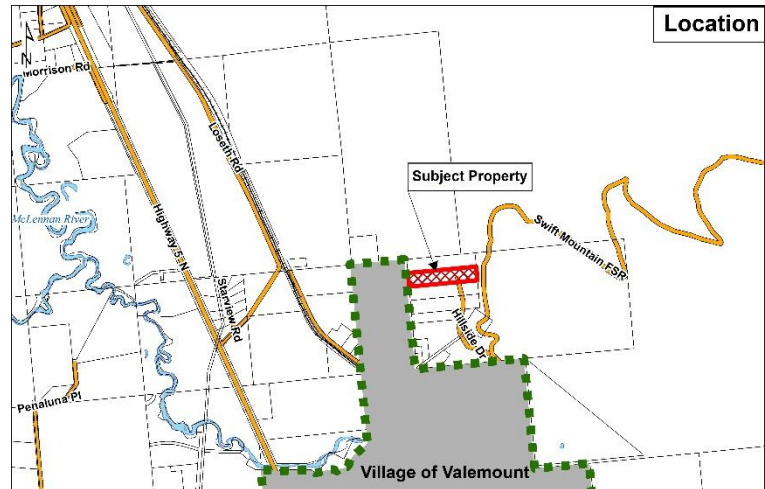 Location
N
Morrison Rd
Loseth Rd
Subject Property
McLennan River
Highway 5 N
Swift Mountain FSR
Starview Rd
Hillside Dr
Penaluna Pl
a
Village of Valemount